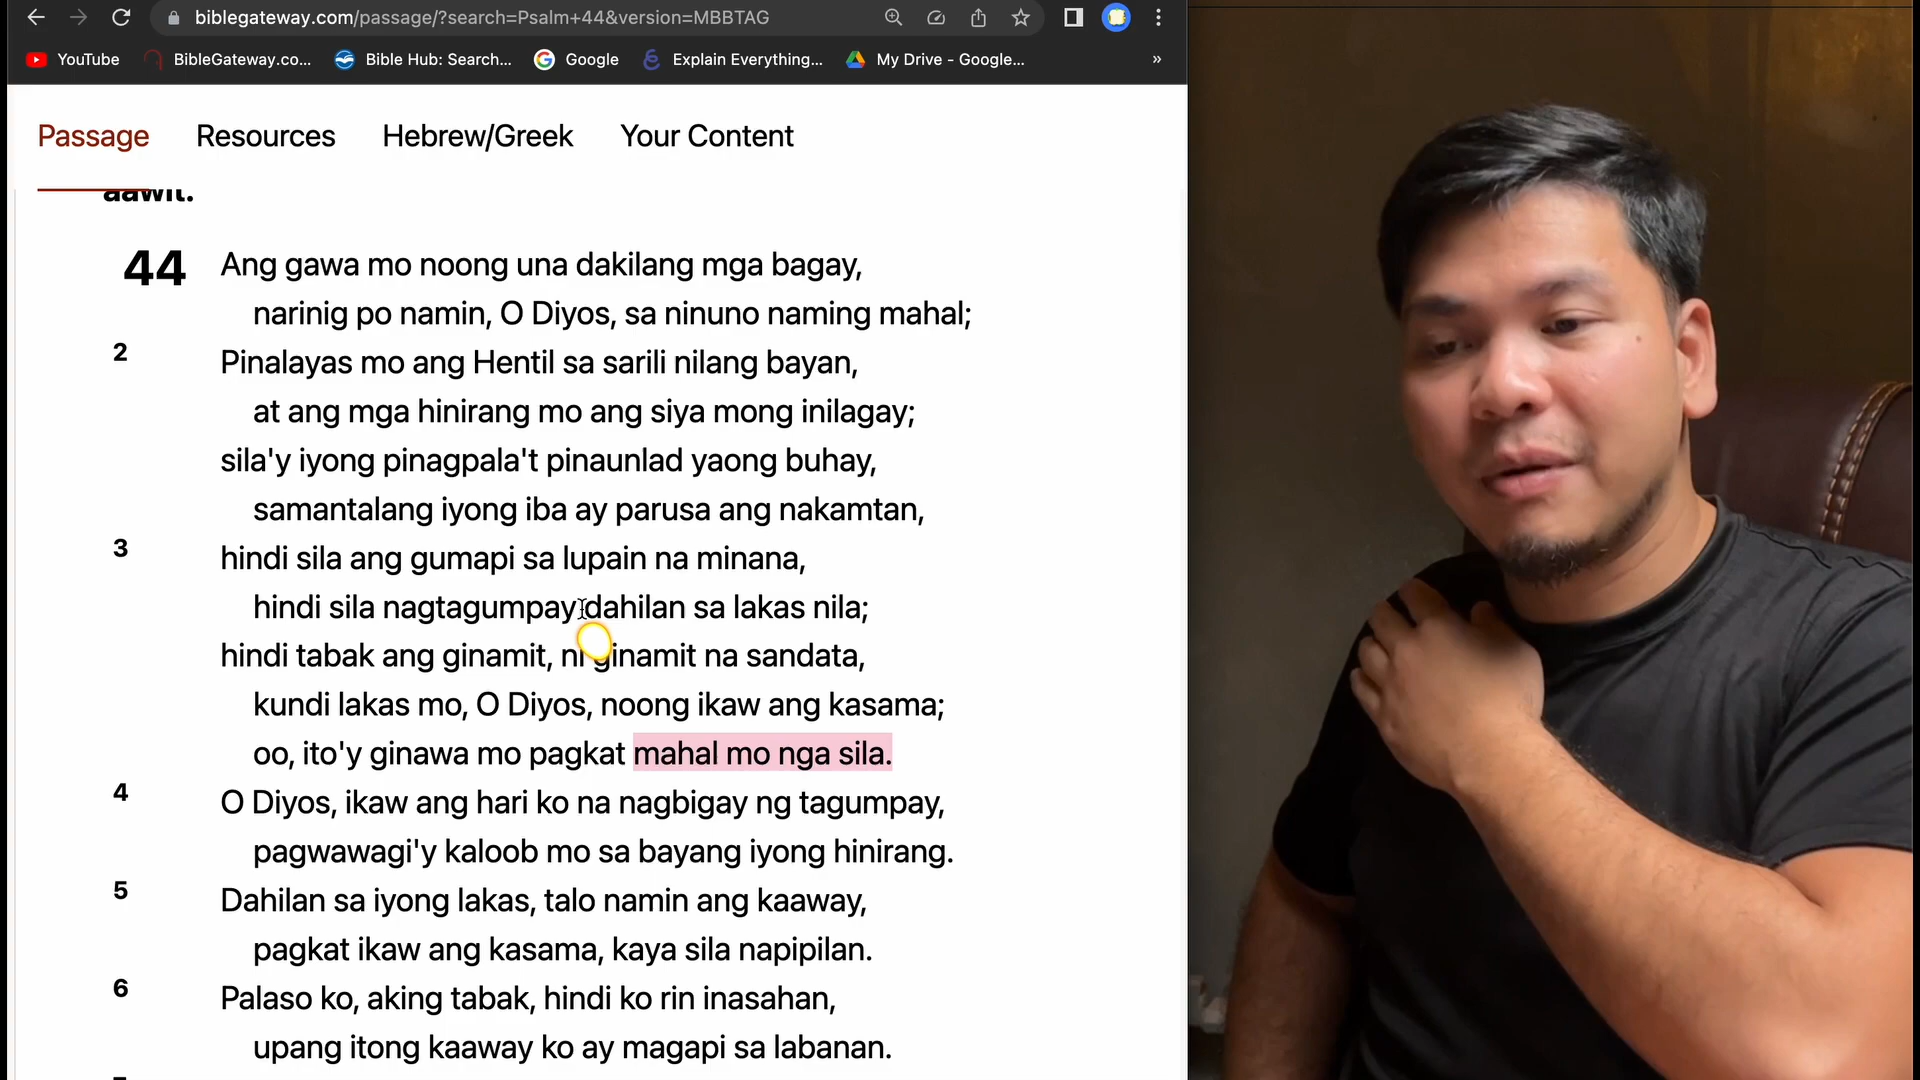 biblegateway.com/passage/?search=Psalm+44&version=MBBTAG
YouTube BibleGateway.co... Bible Hub: Search... Google Explain Everything... My Drive - Google... »
Passage Resources Hebrew/Greek Your Content
aawit.
44 Ang gawa mo noong una dakilang mga bagay,
narinig po namin, O Diyos, sa ninuno naming mahal;
2 Pinalayas mo ang Hentil sa sarili nilang bayan,
at ang mga hinirang mo ang siya mong inilagay;
sila'y iyong pinagpala't pinaunlad yaong buhay,
samantalang iyong iba ay parusa ang nakamtan,
3 hindi sila ang gumapi sa lupain na minana,
hindi sila nagtagumpay dahilan sa lakas nila;
hindi tabak ang ginamit, ni ginamit na sandata,
kundi lakas mo, O Diyos, noong ikaw ang kasama;
oo, ito'y ginawa mo pagkat mahal mo nga sila.
4 O Diyos, ikaw ang hari ko na nagbigay ng tagumpay,
pagwawagi'y kaloob mo sa bayang iyong hinirang.
5 Dahilan sa iyong lakas, talo namin ang kaaway,
pagkat ikaw ang kasama, kaya sila napipilan.
6 Palaso ko, aking tabak, hindi ko rin inasahan,
upang itong kaaway ko ay magapi sa labanan.